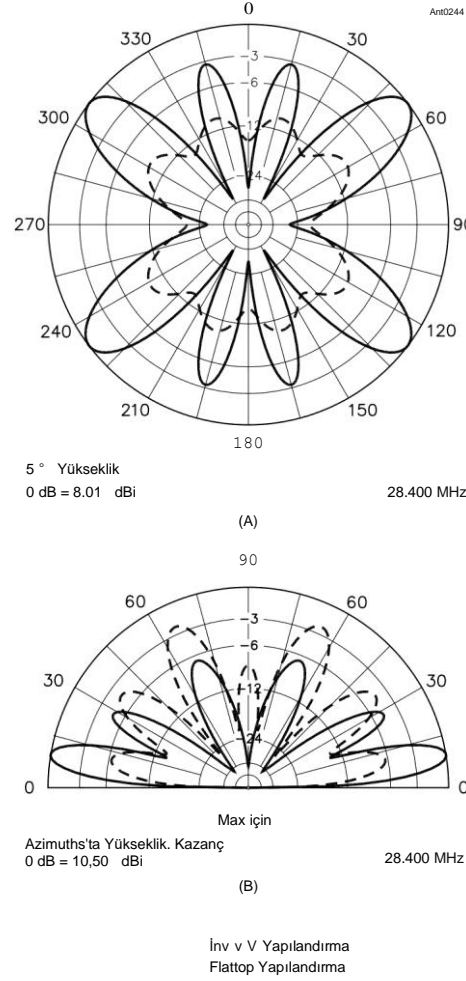 0
Ant0244
330
30
-3
-6
300
60
-12
-24
270
90
240
120
210
150
180
5 ° Yükseklik
0 dB = 8.01 dBi
28.400 MHz
(A)
90
60
60
-3
-6
30
30
-12
-24
0
0
Max için
Azimuths'ta Yükseklik. Kazanç
0 dB = 10,50 dBi
28.400 MHz
(B)
İnv v V Yapılandırma
Flattop Yapılandırma